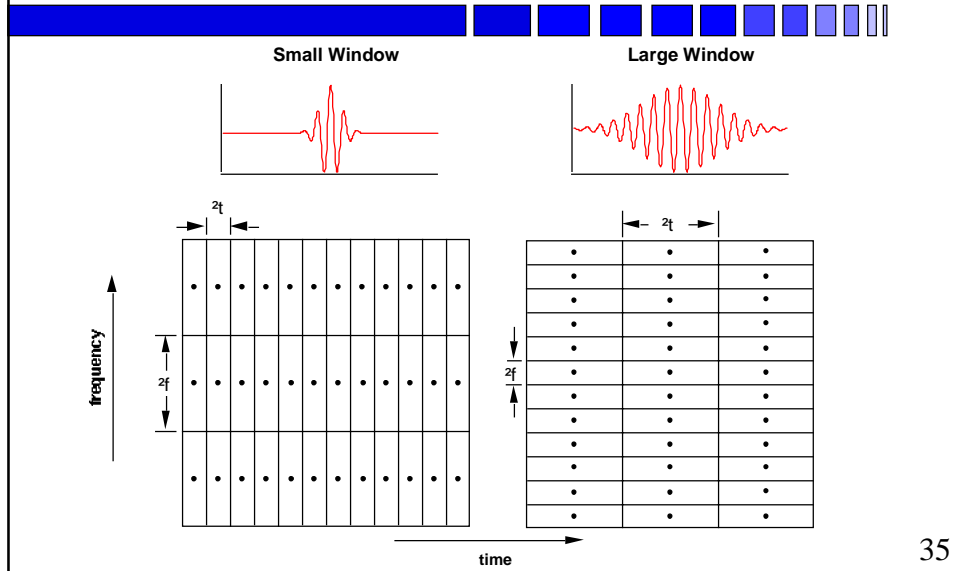 Small Window
Large Window
²t
²t
frequency
²f
²f
time
35